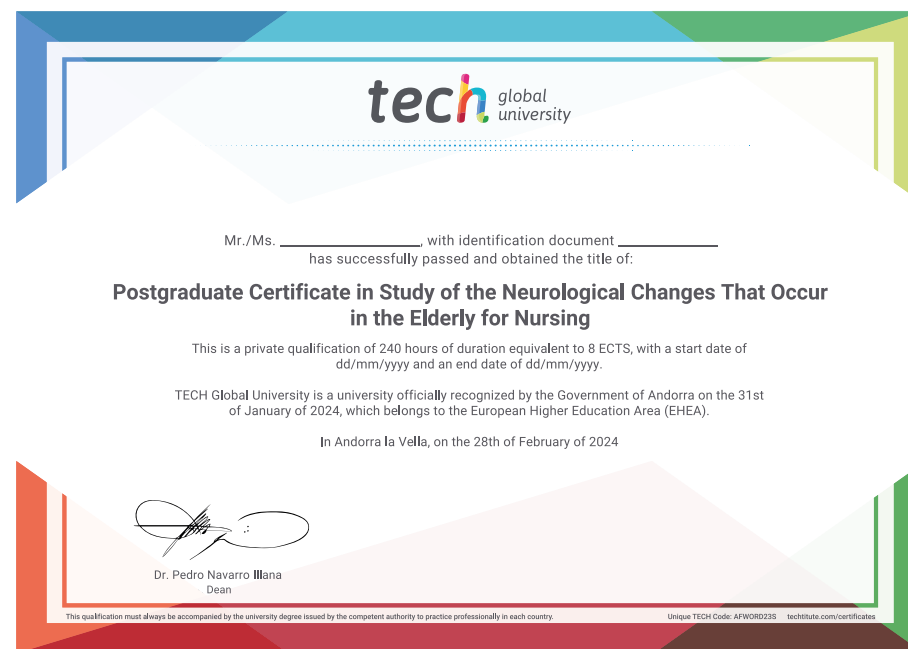 tech global university
Mr./Ms. ____________________, with identification document ______________
has successfully passed and obtained the title of:
Postgraduate Certificate in Study of the Neurological Changes That Occur
in the Elderly for Nursing
This is a private qualification of 240 hours of duration equivalent to 8 ECTS, with a start date of
dd/mm/yyyy and an end date of dd/mm/yyyy.
TECH Global University is a university officially recognized by the Government of Andorra on the 31st
of January of 2024, which belongs to the European Higher Education Area (EHEA).
In Andorra la Vella, on the 28th of February of 2024
Dr. Pedro Navarro Illana
Dean
This qualification must always be accompanied by the university degree issued by the competent authority to practice professionally in each country.
Unique TECH Code: AFWORD23S techtitute.com/certificates